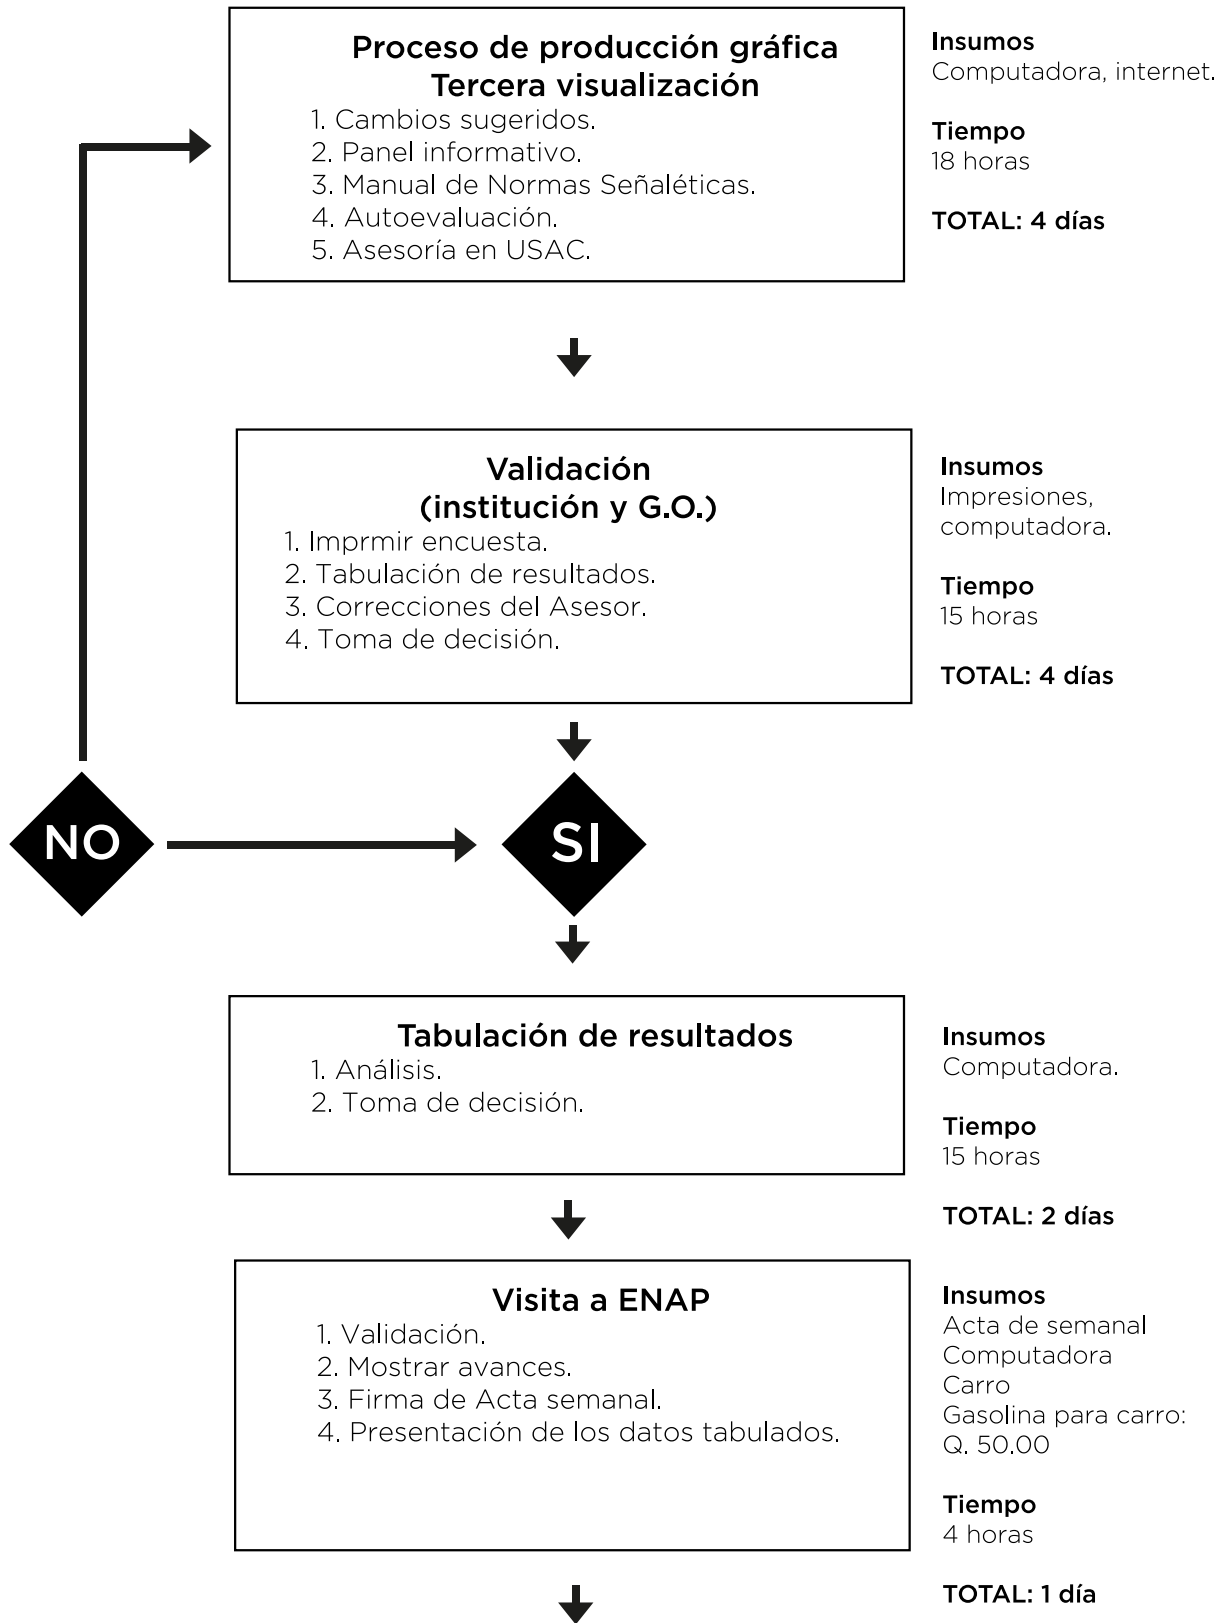 Proceso de producción gráfica
Tercera visualización
1. Cambios sugeridos.
2. Panel informativo.
3. Manual de Normas Señaléticas.
4. Autoevaluación.
5. Asesoría en USAC.
Insumos
Computadora, internet.
Tiempo
18 horas
TOTAL: 4 días
Validación
(institución y G.O.)
1. Imprmir encuesta.
2. Tabulación de resultados.
3. Correcciones del Asesor.
4. Toma de decisión.
Insumos
Impresiones,
computadora.
Tiempo
15 horas
TOTAL: 4 días
NO
SI
Tabulación de resultados
1. Análisis.
2. Toma de decisión.
Insumos
Computadora.
Tiempo
15 horas
TOTAL: 2 días
Visita a ENAP
1. Validación.
2. Mostrar avances.
3. Firma de Acta semanal.
4. Presentación de los datos tabulados.
Insumos
Acta de semanal
Computadora
Carro
Gasolina para carro:
Q. 50.00
Tiempo
4 horas
TOTAL: 1 día